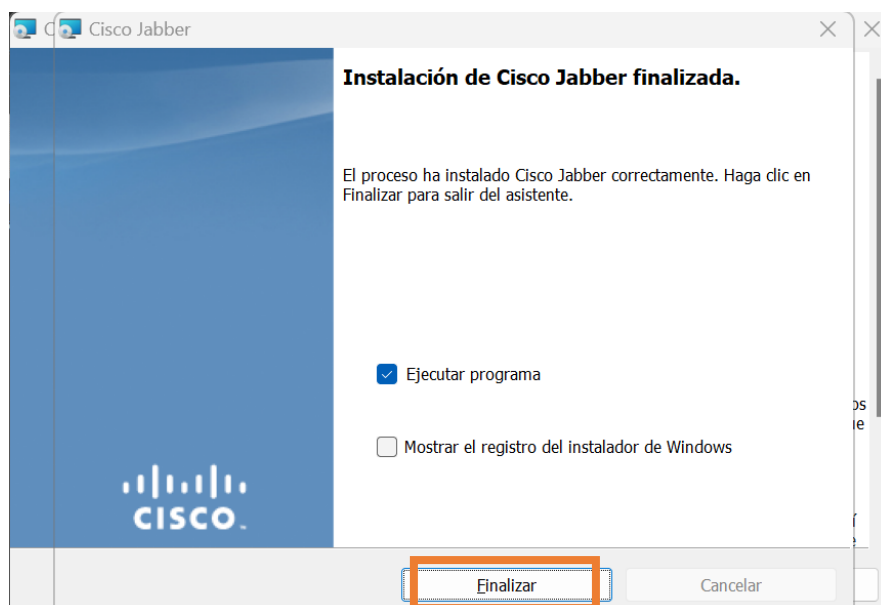 C
Cisco Jabber
Instalación de Cisco Jabber finalizada.
El proceso ha instalado Cisco Jabber correctamente. Haga clic en
Finalizar para salir del asistente.
Ejecutar programa
os
Mostrar el registro del instalador de Windows
CISCO
Finalizar
Cancelar